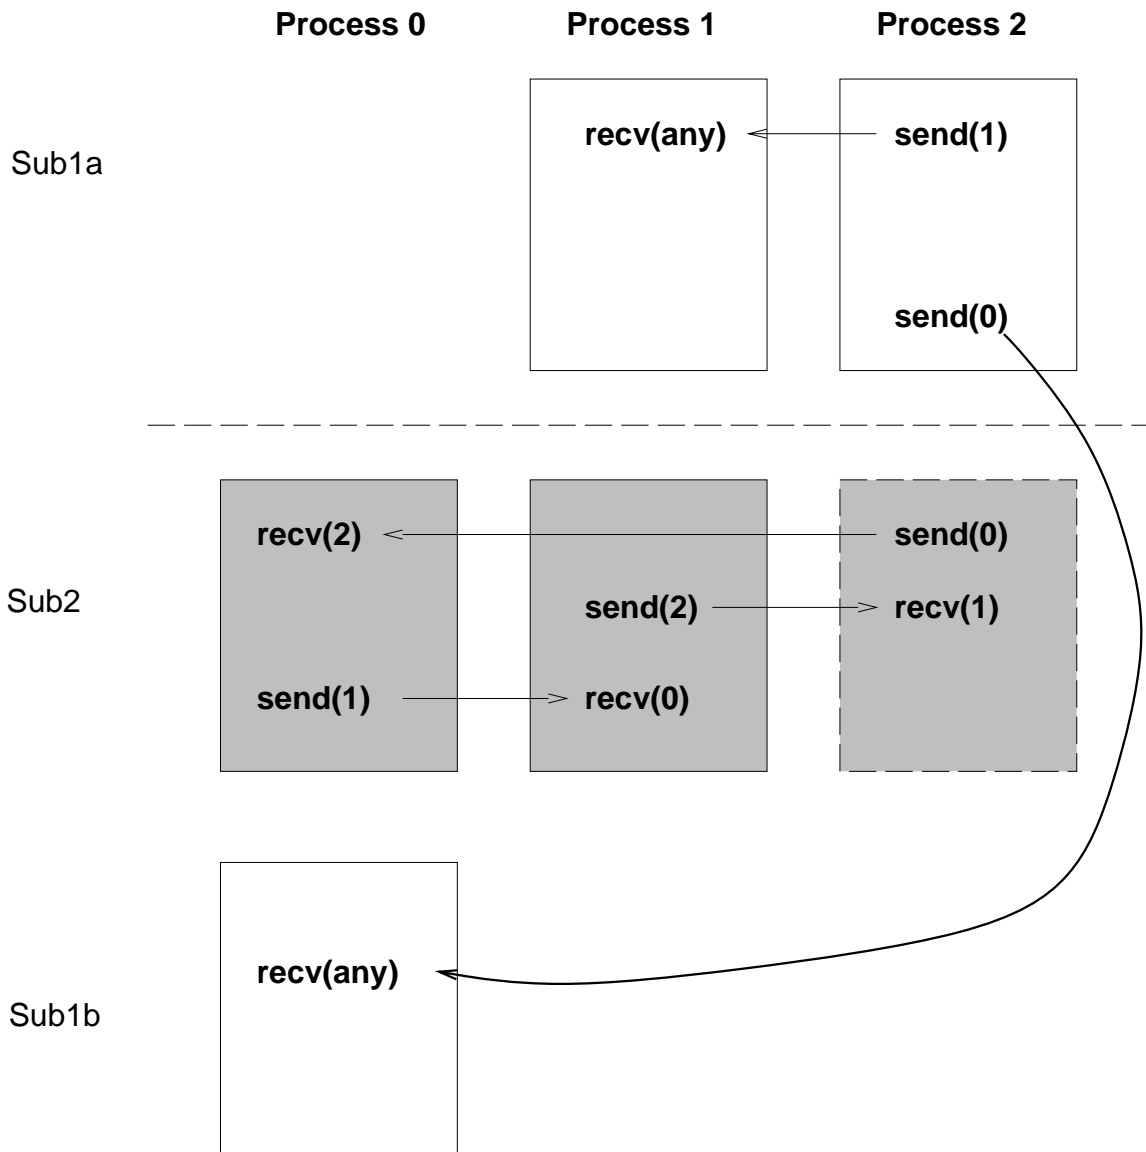 Process 0 Process 1 Process 2
recv(any) send(1)
Sub1a
send(0)
recv(2) send(0)
Sub2
send(2) recv(1)
send(1) recv(0)
recv(any)
Sub1b